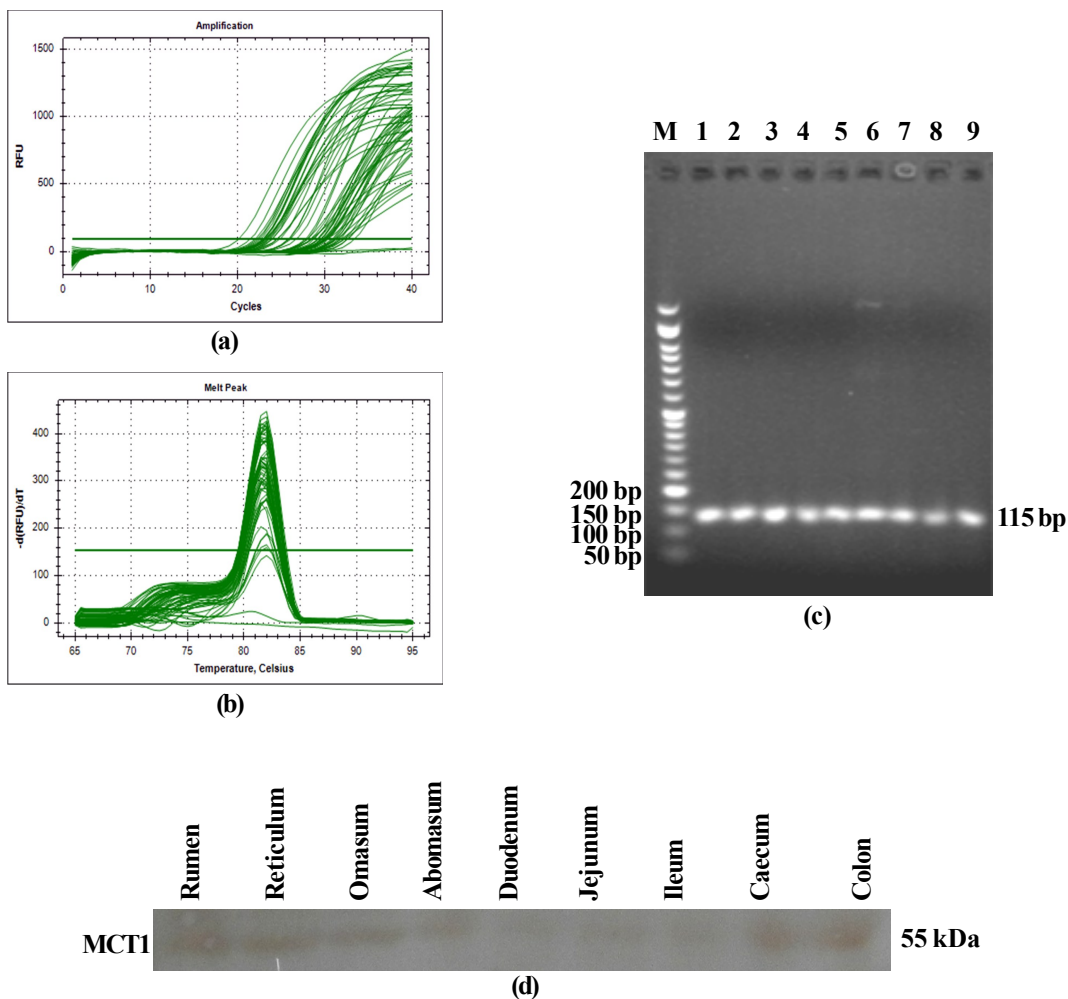 Amplification
1500
1000
500
0
RFU
0 10 20 30 40
Cycles
(a)
Melt Peak
400
300
200
100
0
-d(RFU)/dT
65 70 75 80 85 90 95
Temperature, Celsius
(b)
M 1 2 3 4 5 6 7 8 9
200 bp
150 bp
100 bp
50 bp
115 bp
(c)
Rumen
Reticulum
Omasum
Abomasum
Duodenum
Jejunum
Ileum
Caecum
Colon
MCT1
55 kDa
(d)